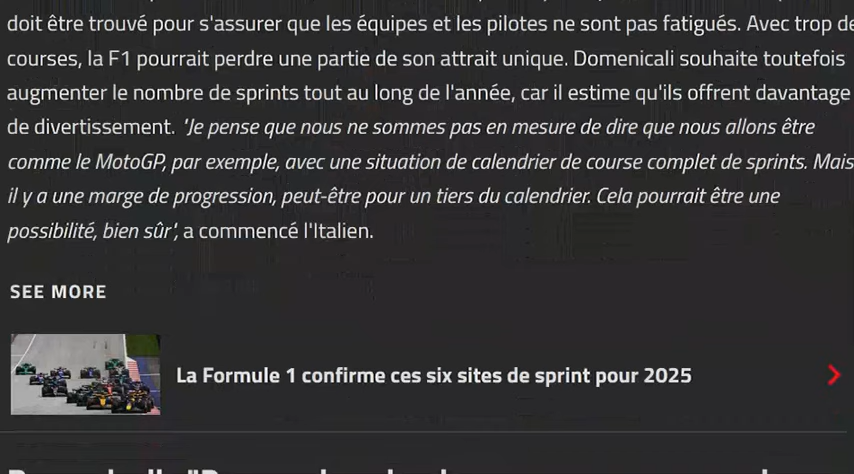 doit être trouvé pour s'assurer que les équipes et les pilotes ne sont pas fatigués. Avec trop de
courses, la F1 pourrait perdre une partie de son attrait unique. Domenicali souhaite toutefois
augmenter le nombre de sprints tout au long de l'année, car il estime qu'ils offrent davantage
de divertissement. "Je pense que nous ne sommes pas en mesure de dire que nous allons être
comme le MotoGP, par exemple, avec une situation de calendrier de course complet de sprints. Mais
il y a une marge de progression, peut-être pour un tiers du calendrier. Cela pourrait être une
possibilité, bien sûr", a commencé l'Italien.
SEE MORE
La Formule 1 confirme ces six sites de sprint pour 2025